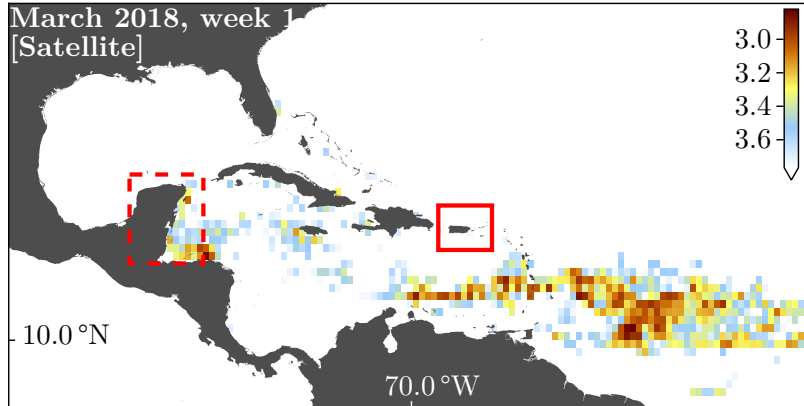 March 2018, week 1
[Satellite]
3.0
3.2
3.4
3.6
10.0 °N
70.0 °W